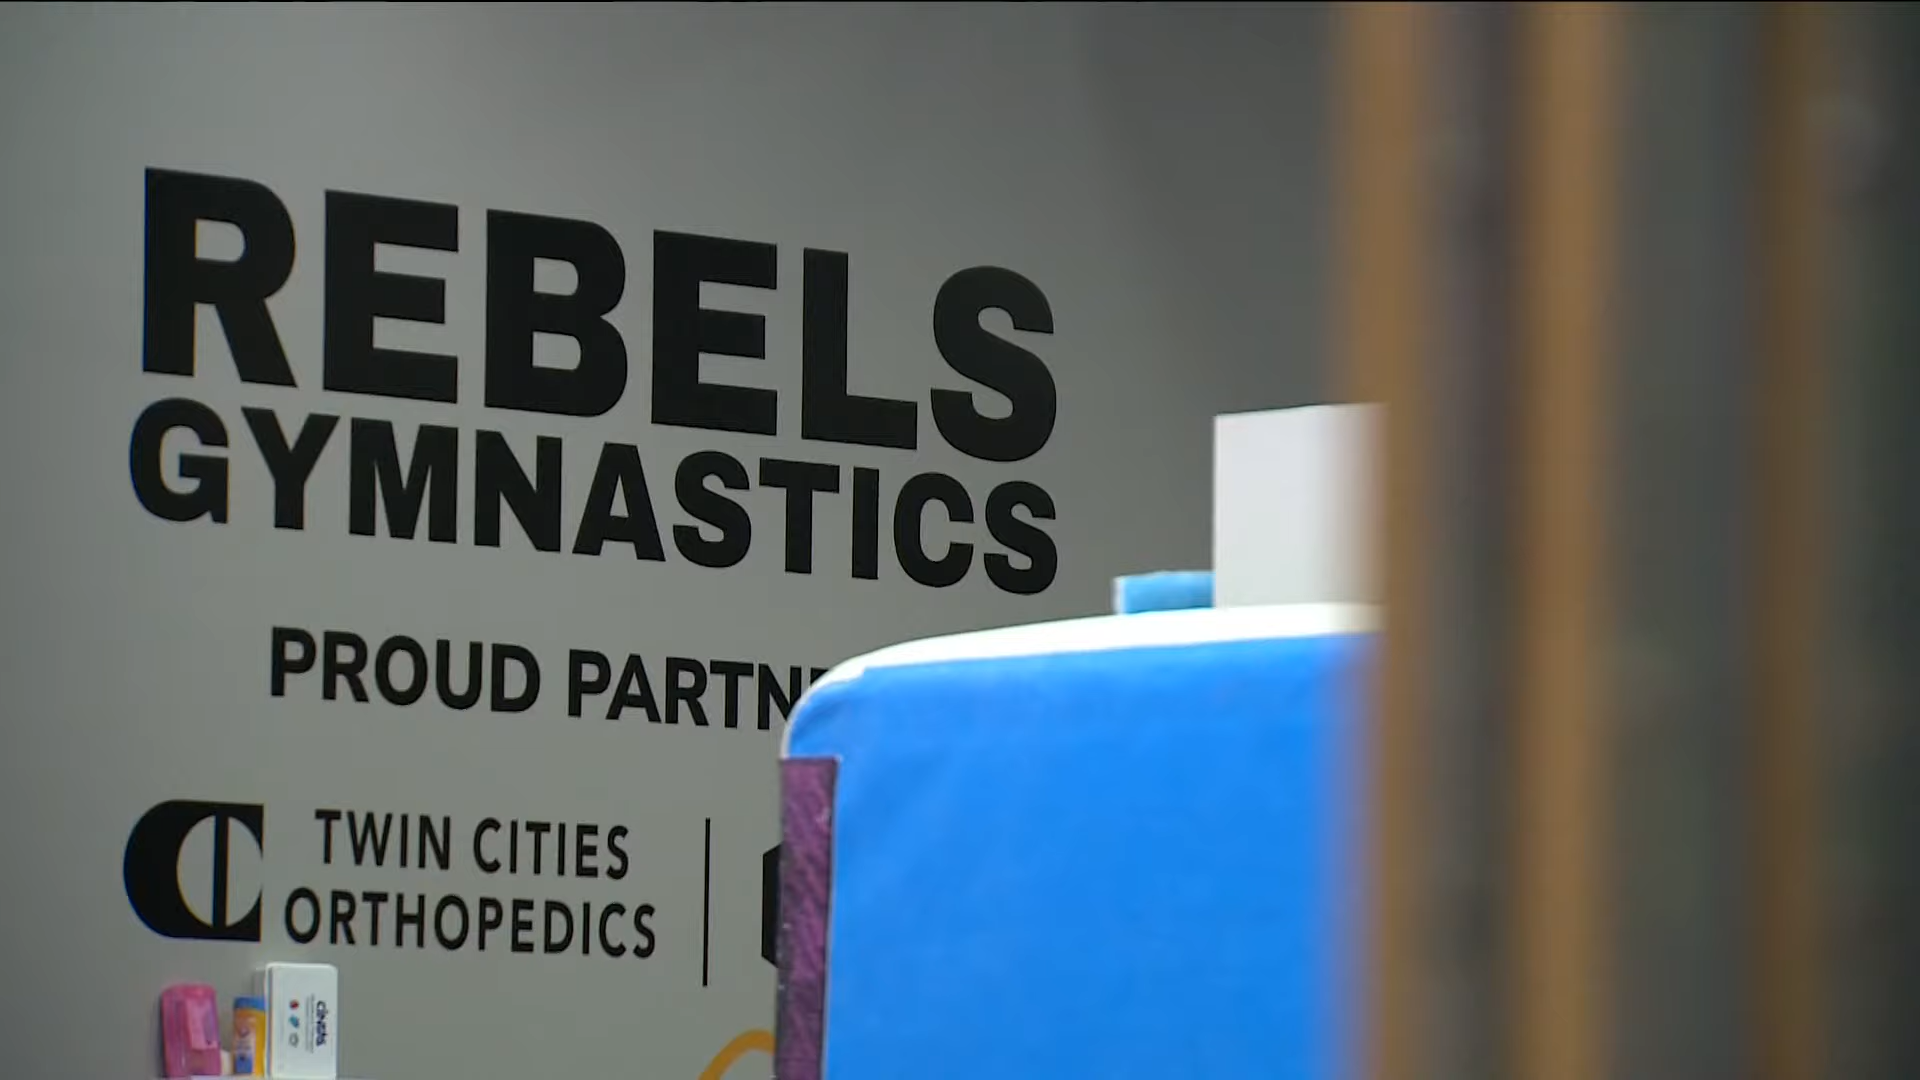 REBELS
GYMNASTICS
PROUD PARTN
TWIN CITIES
ORTHOPEDICS